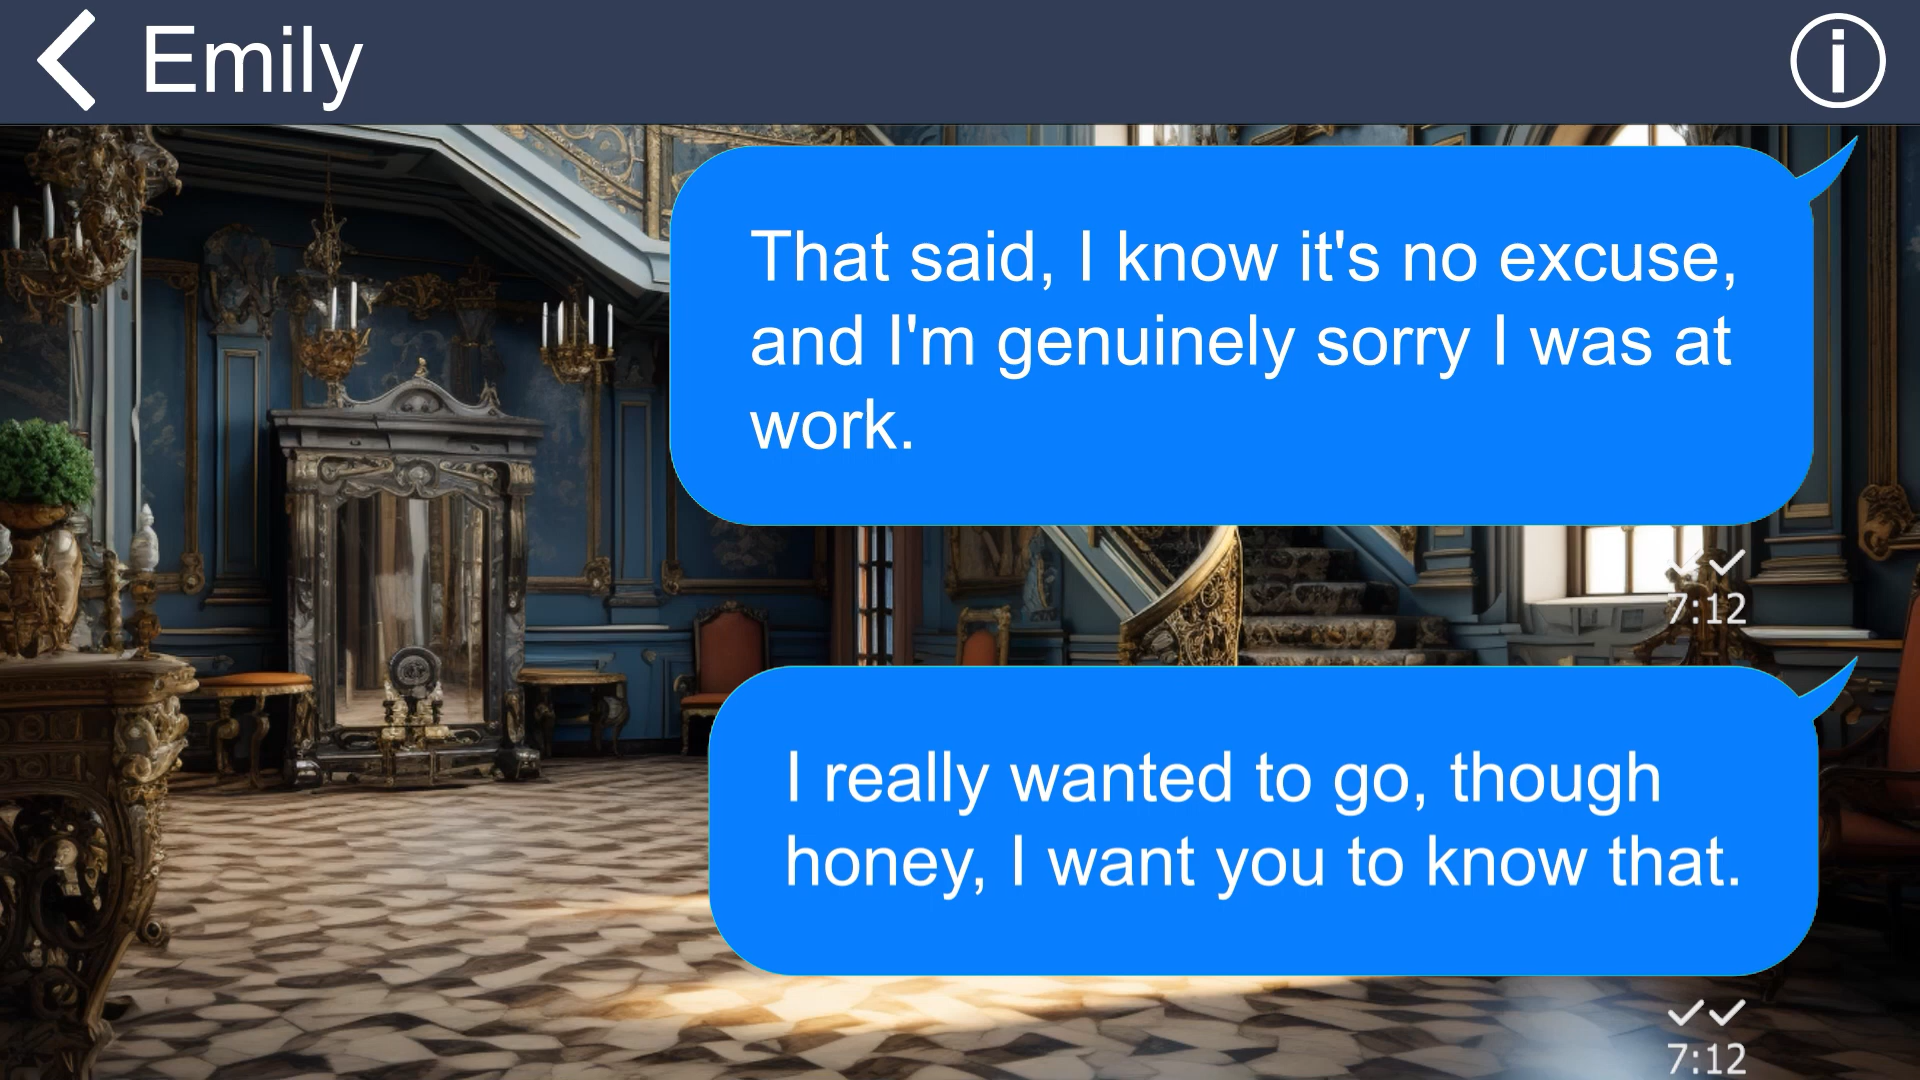 Emily
That said, I know it's no excuse,
and I'm genuinely sorry I was at
work.
7:12
I really wanted to go, though
honey, I want you to know that.
7:12